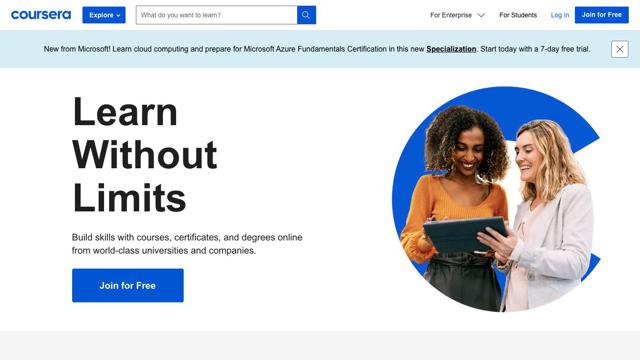 coursera
Explore
What do you want to learn?
For Enterprise
For Students
Log In
Join for Free
New from Microsoft! Learn cloud computing and prepare for Microsoft Azure Fundamentals Certification in this new Specialization. Start today with a 7-day free trial.
Learn
Without
Limits
Build skills with courses, certificates, and degrees online
from world-class universities and companies.
Join for Free